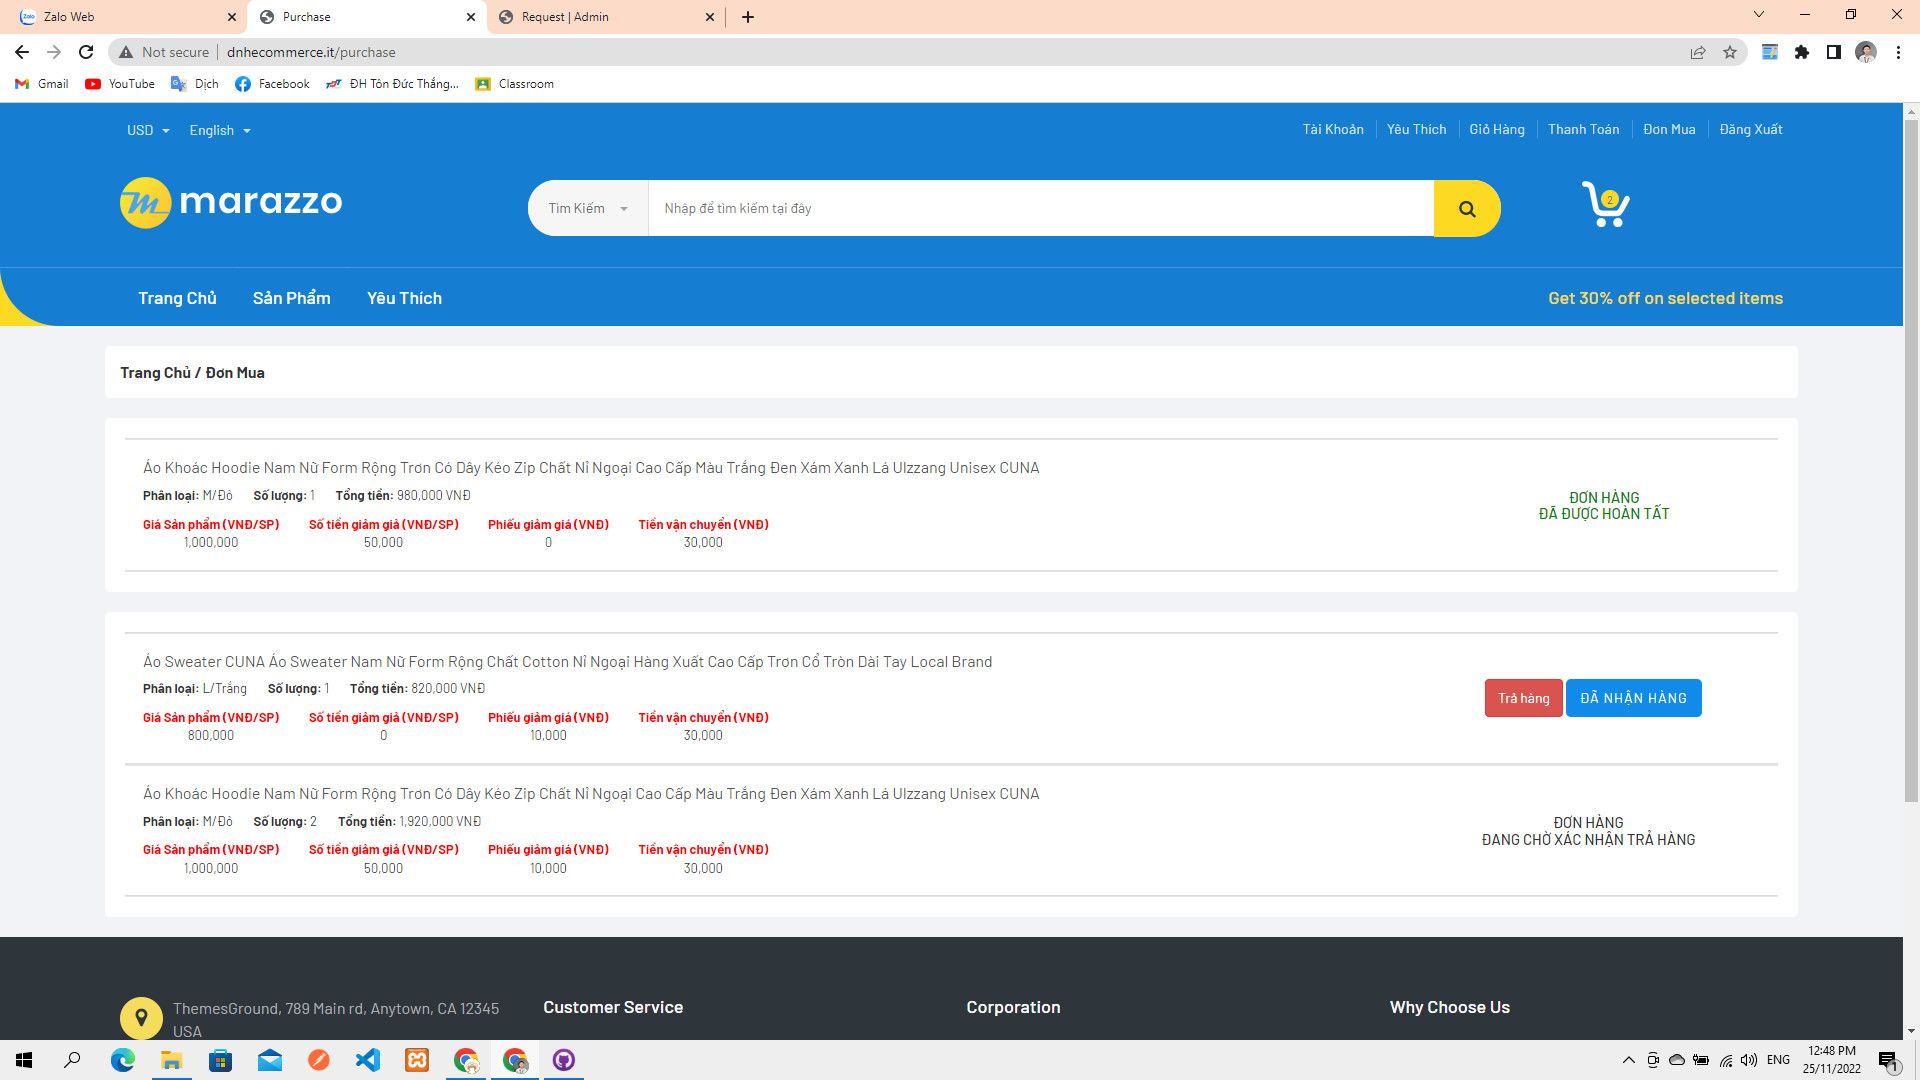 Zalo Web
Purchase
Request | Admin
Not secure
dnhecommerce.it/purchase
Gmail
YouTube
Dịch
Facebook
ĐH Tôn Đức Thắng...
Classroom
USD
English
Tài Khoản
Yêu Thích
Giỏ Hàng
Thanh Toán
Đơn Mua
Đăng Xuất
marazzo
Tìm Kiếm
Nhập để tìm kiếm tại đây
2
Trang Chủ
Sản Phẩm
Yêu Thích
Get 30% off on selected items
Trang Chủ / Đơn Mua
Áo Khoác Hoodie Nam Nữ Form Rộng Trơn Có Dây Kéo Zip Chất Nỉ Ngoại Cao Cấp Màu Trắng Đen Xám Xanh Lá Ulzzang Unisex CUNA
Phân loại: M/Đỏ Số lượng: 1 Tổng tiền: 980,000 VNĐ
Giá Sản phẩm (VNĐ/SP) Số tiền giảm giá (VNĐ/SP) Phiếu giảm giá (VNĐ) Tiền vận chuyển (VNĐ)
1,000,000 50,000 0 30,000
ĐƠN HÀNG
ĐÃ ĐƯỢC HOÀN TẤT
Áo Sweater CUNA Áo Sweater Nam Nữ Form Rộng Chất Cotton Nỉ Ngoại Hàng Xuất Cao Cấp Trơn Cổ Tròn Dài Tay Local Brand
Phân loại: L/Trắng Số lượng: 1 Tổng tiền: 820,000 VNĐ
Giá Sản phẩm (VNĐ/SP) Số tiền giảm giá (VNĐ/SP) Phiếu giảm giá (VNĐ) Tiền vận chuyển (VNĐ)
800,000 0 10,000 30,000
Trả hàng
ĐÃ NHẬN HÀNG
Áo Khoác Hoodie Nam Nữ Form Rộng Trơn Có Dây Kéo Zip Chất Nỉ Ngoại Cao Cấp Màu Trắng Đen Xám Xanh Lá Ulzzang Unisex CUNA
Phân loại: M/Đỏ Số lượng: 2 Tổng tiền: 1,920,000 VNĐ
Giá Sản phẩm (VNĐ/SP) Số tiền giảm giá (VNĐ/SP) Phiếu giảm giá (VNĐ) Tiền vận chuyển (VNĐ)
1,000,000 50,000 10,000 30,000
ĐƠN HÀNG
ĐANG CHỜ XÁC NHẬN TRẢ HÀNG
ThemesGround, 789 Main rd, Anytown, CA 12345
USA
Customer Service
Corporation
Why Choose Us
ENG
12:48 PM
25/11/2022
1